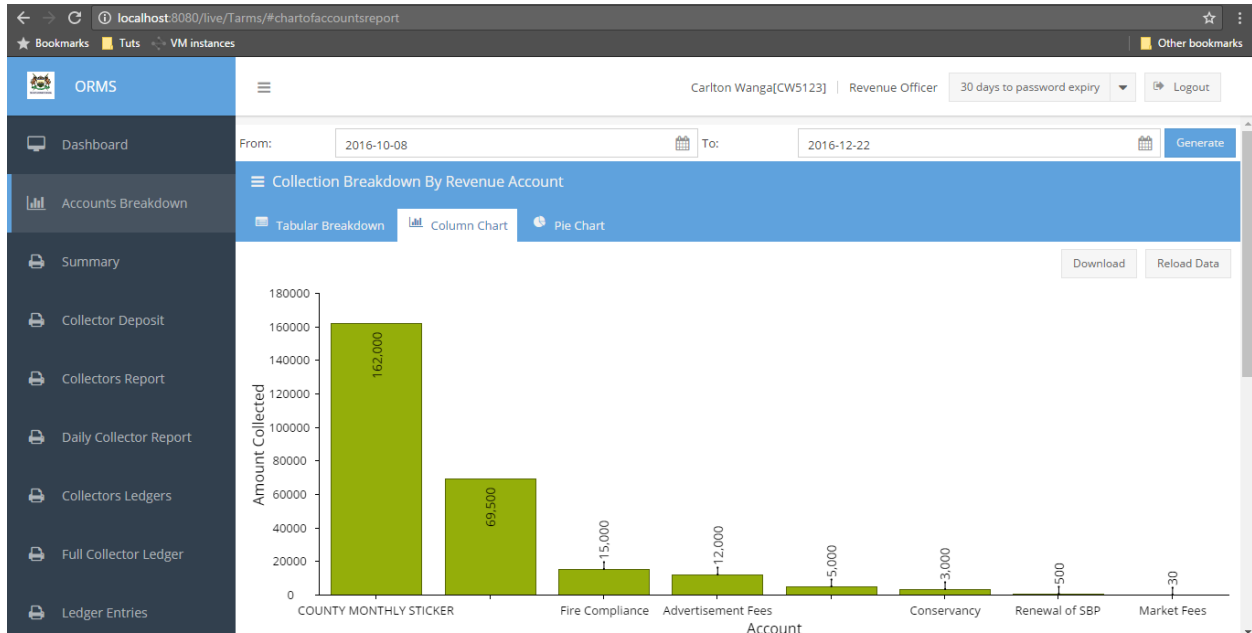 localhost:8080/live/Tarms/#chartofaccountsreport
Bookmarks Tuts VM instances Other bookmarks
ORMS
Carlton Wanga[CW5123] | Revenue Officer 30 days to password expiry Logout
Dashboard
Accounts Breakdown
Summary
Collector Deposit
Collectors Report
Daily Collector Report
Collectors Ledgers
Full Collector Ledger
Ledger Entries
From: 2016-10-08 To: 2016-12-22 Generate
Collection Breakdown By Revenue Account
Tabular Breakdown Column Chart Pie Chart
Download Reload Data
Amount Collected
180000
160000
140000
120000
100000
80000
60000
40000
20000
0
162,000
69,500
15,000
12,000
5,000
3,000
500
30
COUNTY MONTHLY STICKER Fire Compliance Advertisement Fees Conservancy Renewal of SBP Market Fees
Account